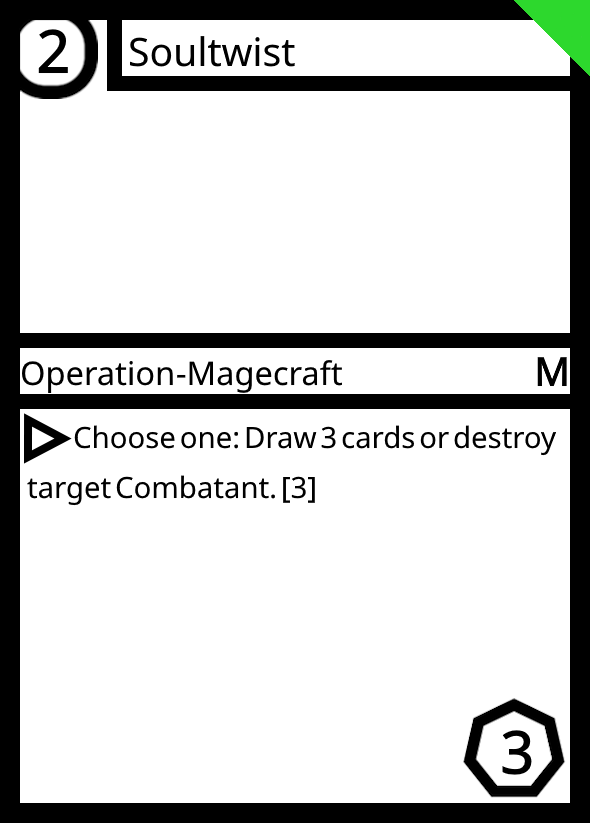 2
Soultwist
Operation-Magecraft
M
Choose one: Draw 3 cards or destroy
target Combatant. [3]
3